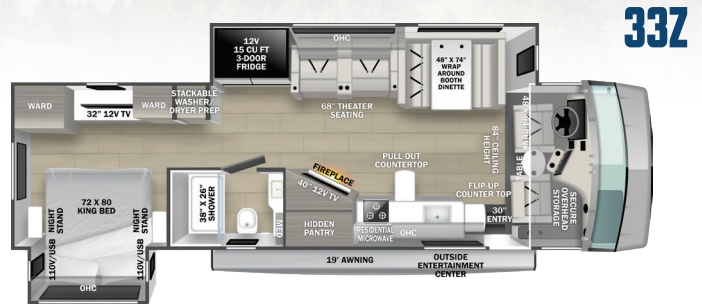 33Z
12V
15 CU FT
3-DOOR
FRIDGE
OHC
48" X 74"
WRAP
AROUND
BOOTH
DINETTE
68" THEATER
SEATING
WARD
32" 12V TV
WARD
STACKABLE
WASHER/
DRYER PREP
84" CEILING
HEIGHT
PULL-OUT
COUNTERTOP
FLIP-UP
COUNTER TOP
FIREPLACE
40" 12V TV
SECURE
OVERHEAD
STORAGE
72 X 80
KING BED
38" X 26"
SHOWER
MED
HIDDEN
PANTRY
RESIDENTIAL
MICROWAVE
OHC
30"
ENTRY
NIGHT
STAND
110V/USB
NIGHT
STAND
110V/USB
OHC
19' AWNING
OUTSIDE
ENTERTAINMENT
CENTER